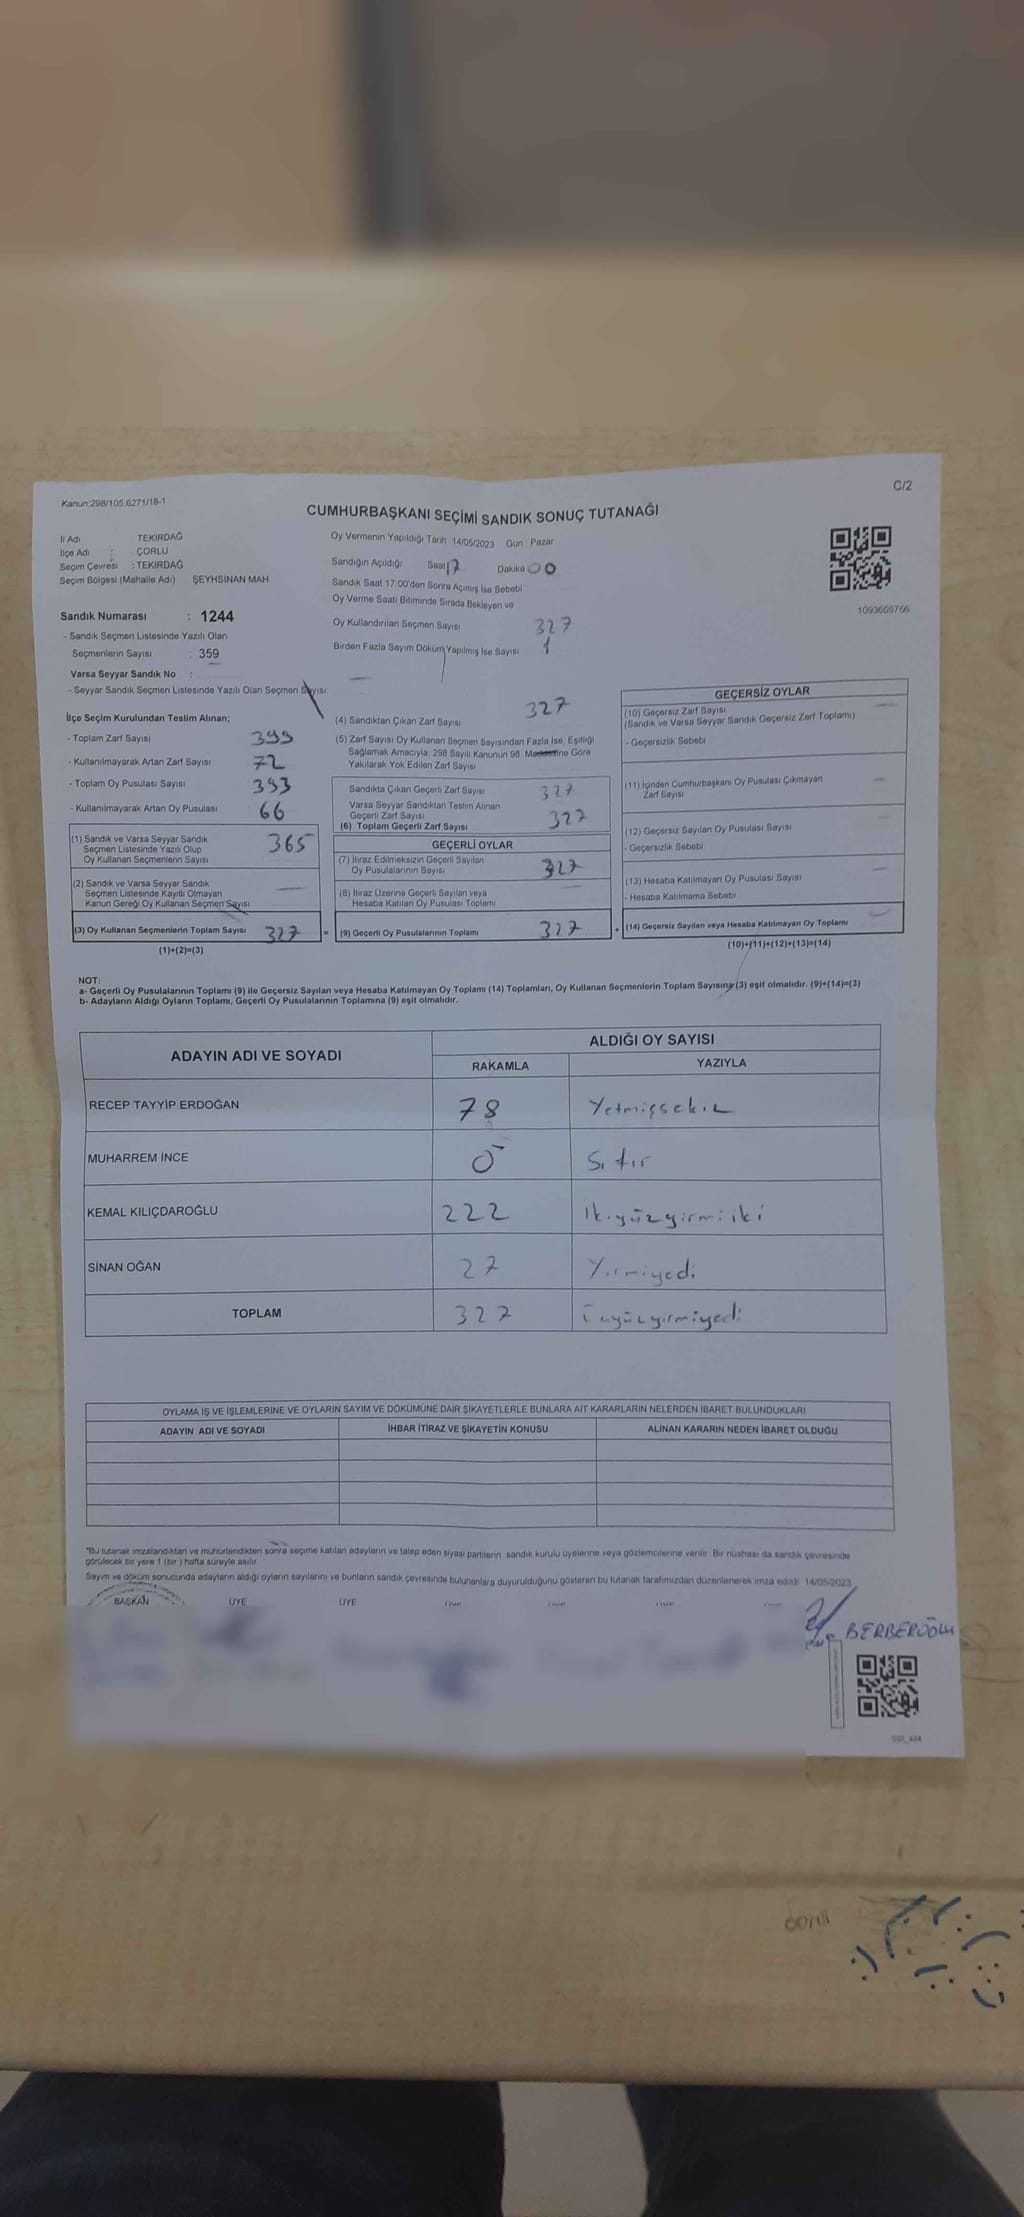 Kanun:298/105,6271/18-1
C/2
CUMHURBAŞKANI SEÇİMİ SANDIK SONUÇ TUTANAĞI
İl Adı TEKİRDAĞ
İlçe Adı : ÇORLU
Seçim Çevresi : TEKİRDAĞ
Seçim Bölgesi (Mahalle Adı) ŞEYHSİNAN MAH
Sandık Numarası : 1244
- Sandık Seçmen Listesinde Yazılı Olan
Seçmenlerin Sayısı : 359
Varsa Seyyar Sandık No :
- Seyyar Sandık Seçmen Listesinde Yazılı Olan Seçmen Sayısı
Oy Vermenin Yapıldığı Tarih 14/05/2023 Gün Pazar
Sandığın Açıldığı Saat 17 Dakika 00
Sandık Saat 17:00'den Sonra Açılmış İse Sebebi
Oy Verme Saati Bitiminde Sırada Bekleyen ve
Oy Kullandırılan Seçmen Sayısı 327
Birden Fazla Sayım Döküm Yapılmış İse Sayısı 1
1093605756
İlçe Seçim Kurulundan Teslim Alınan;
- Toplam Zarf Sayısı 399
- Kullanılmayarak Artan Zarf Sayısı 72
- Toplam Oy Pusulası Sayısı 393
- Kullanılmayarak Artan Oy Pusulası 66
(1) Sandık ve Varsa Seyyar Sandık
Seçmen Listesinde Yazılı Olup
Oy Kullanan Seçmenlerin Sayısı 365
(2) Sandık ve Varsa Seyyar Sandık
Seçmen Listesinde Kayıtlı Olmayan
Kanun Gereği Oy Kullanan Seçmen Sayısı
(3) Oy Kullanan Seçmenlerin Toplam Sayısı 327 =
(1)+(2)=(3)
(4) Sandıktan Çıkan Zarf Sayısı 327
(5) Zarf Sayısı Oy Kullanan Seçmen Sayısından Fazla İse, Eşitliği
Sağlamak Amacıyla, 298 Sayılı Kanunun 98 Maddesine Göre
Yakılarak Yok Edilen Zarf Sayısı
Sandıkta Çıkan Geçerli Zarf Sayısı 327
Varsa Seyyar Sandıktan Teslim Alınan
Geçerli Zarf Sayısı
(6) Toplam Geçerli Zarf Sayısı 327
GEÇERLİ OYLAR
(7) İtiraz Edilmeksizin Geçerli Sayılan
Oy Pusulalarının Sayısı 327
(8) İtiraz Üzerine Geçerli Sayılan veya
Hesaba Katılan Oy Pusulası Toplamı
(9) Geçerli Oy Pusulalarının Toplamı 327 +
GEÇERSİZ OYLAR
(10) Geçersiz Zarf Sayısı
(Sandık ve Varsa Seyyar Sandık Geçersiz Zarf Toplamı)
- Geçersizlik Sebebi
(11) İçinden Cumhurbaşkanı Oy Pusulası Çıkmayan
Zarf Sayısı
(12) Geçersiz Sayılan Oy Pusulası Sayısı
- Geçersizlik Sebebi
(13) Hesaba Katılmayan Oy Pusulası Sayısı
- Hesaba Katılmama Sebebi
(14) Geçersiz Sayılan veya Hesaba Katılmayan Oy Toplamı
(10)+(11)+(12)+(13)=(14)
NOT:
a- Geçerli Oy Pusulalarının Toplamı (9) ile Geçersiz Sayılan veya Hesaba Katılmayan Oy Toplamı (14) Toplamları, Oy Kullanan Seçmenlerin Toplam Sayısına (3) eşit olmalıdır. (9)+(14)=(3)
b- Adayların Aldığı Oyların Toplamı, Geçerli Oy Pusulalarının Toplamına (9) eşit olmalıdır.
ADAYIN ADI VE SOYADI
ALDIĞI OY SAYISI
RAKAMLA YAZIYLA
RECEP TAYYİP ERDOĞAN 78 Yetmişsekiz
MUHARREM İNCE 0 Sıfır
KEMAL KILIÇDAROĞLU 222 İkiyüzyirmiiki
SİNAN OĞAN 27 Yirmiyedi
TOPLAM 327 Üçyüzyirmiyedi
OYLAMA İŞ VE İŞLEMLERİNE VE OYLARIN SAYIM VE DÖKÜMÜNE DAİR ŞİKAYETLERLE BUNLARA AİT KARARLARIN NELERDEN İBARET BULUNDUKLARI
ADAYIN ADI VE SOYADI İHBAR İTİRAZ VE ŞİKAYETİN KONUSU ALINAN KARARIN NEDEN İBARET OLDUĞU
*Bu tutanak imzalandıktan ve mühürlendikten sonra seçime katılan adayların ve talep eden siyasi partilerin sandık kurulu üyelerine veya gözlemcilerine verilir. Bir nüshası da sandık çevresinde
görülecek bir yere 1 (bir) hafta süreyle asılır.
Sayım ve döküm sonucunda adayların aldığı oyların sayılarını ve bunların sandık çevresinde bulunanlara duyurulduğunu gösteren bu tutanak tarafımızdan düzenlenerek imza edildi. 14/05/2023
BAŞKAN ÜYE ÜYE
BERBEROĞLU